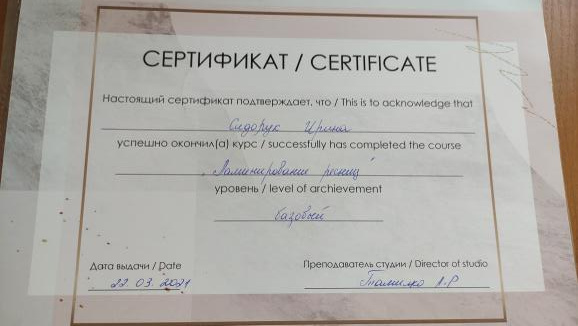 СЕРТИФИКАТ / CERTIFICATE
Настоящий сертификат подтверждает, что / This is to acknowledge that
Сидорук Ирина
успешно окончил(а) курс / successfully has completed the course
„Ламинирование ресниц"
уровень / level of archievement
базовый
Дата выдачи / Date
22.03.2021
Преподаватель студии / Director of studio
А.Р